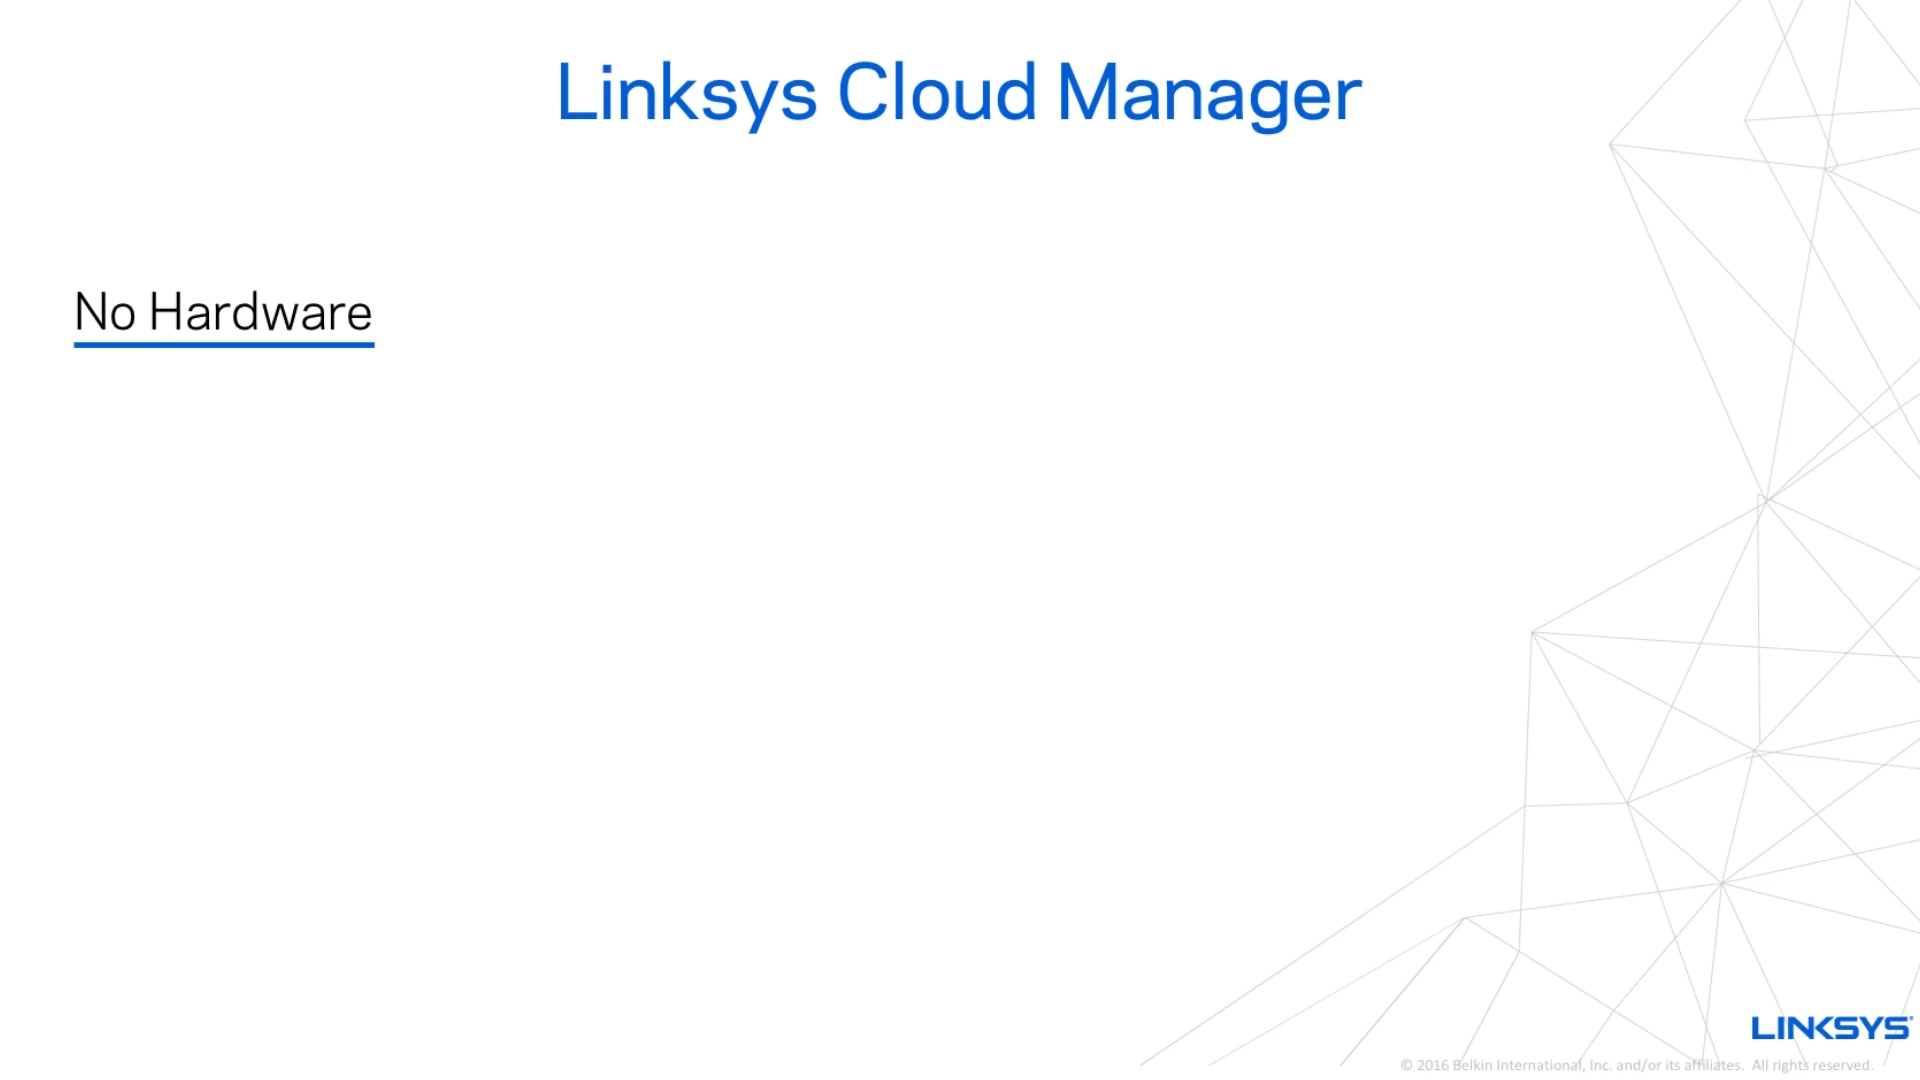 Linksys Cloud Manager
No Hardware
LINKSYS
© 2016 Belkin International, Inc. and/or its affiliates. All rights reserved.